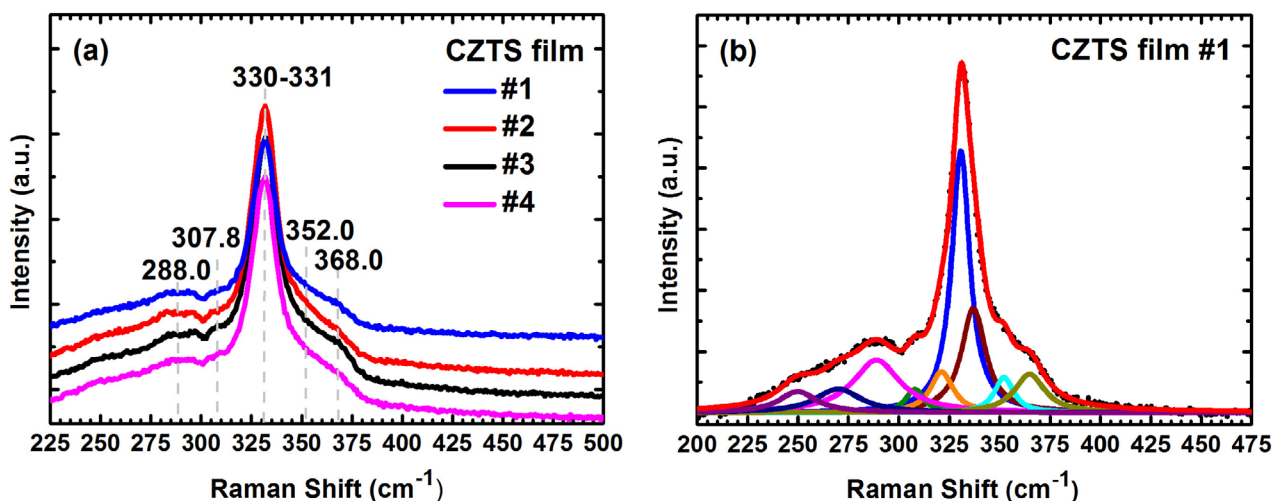 (a)
CZTS film
330-331
#1
#2
#3
#4
307.8
352.0
288.0
368.0
Intensity (a.u.)
225 250 275 300 325 350 375 400 425 450 475 500
Raman Shift (cm⁻¹)
(b)
CZTS film #1
Intensity (a.u.)
200 225 250 275 300 325 350 375 400 425 450 475
Raman Shift (cm⁻¹)